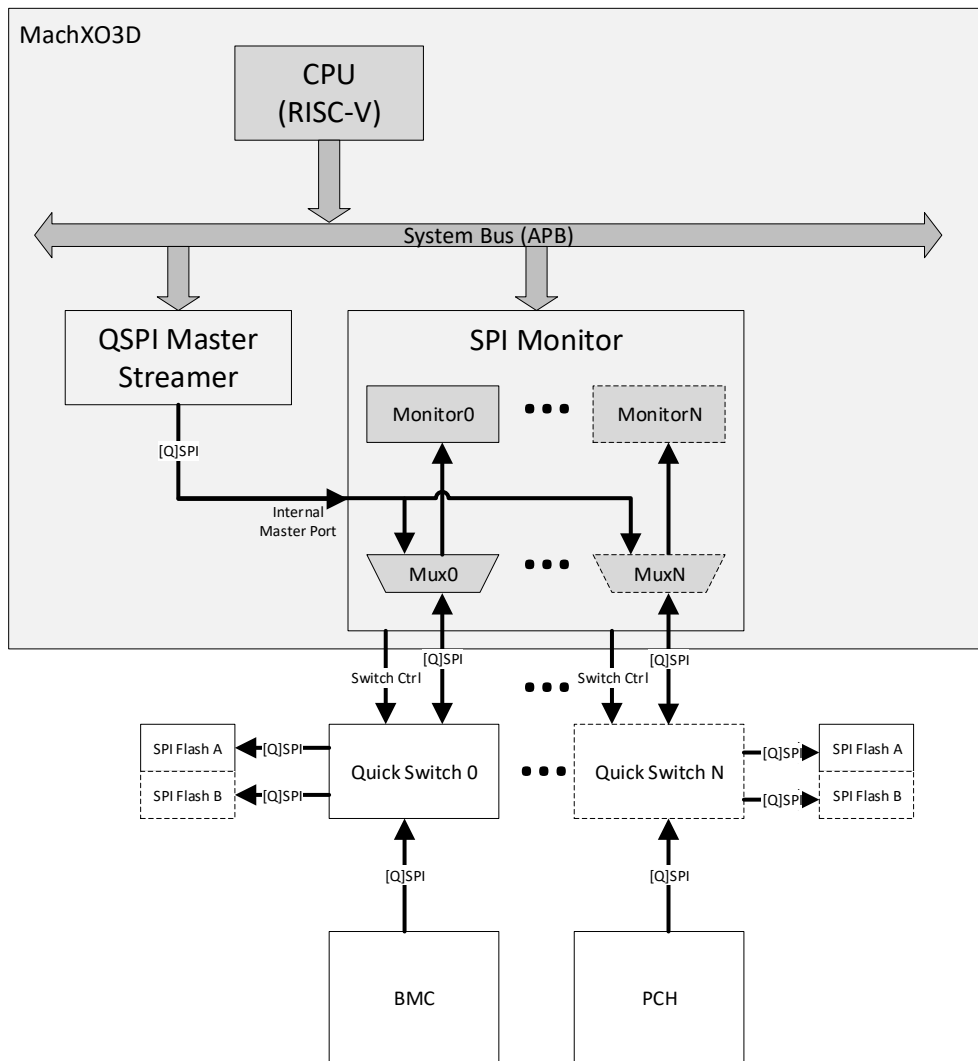 MachXO3D
CPU
(RISC-V)
System Bus (APB)
QSPI Master
Streamer
SPI Monitor
Monitor0
MonitorN
[Q]SPI
Internal
Master Port
Mux0
MuxN
Switch Ctrl
[Q]SPI
Switch Ctrl
[Q]SPI
SPI Flash A
[Q]SPI
SPI Flash B
[Q]SPI
Quick Switch 0
Quick Switch N
[Q]SPI
SPI Flash A
[Q]SPI
SPI Flash B
[Q]SPI
[Q]SPI
BMC
PCH